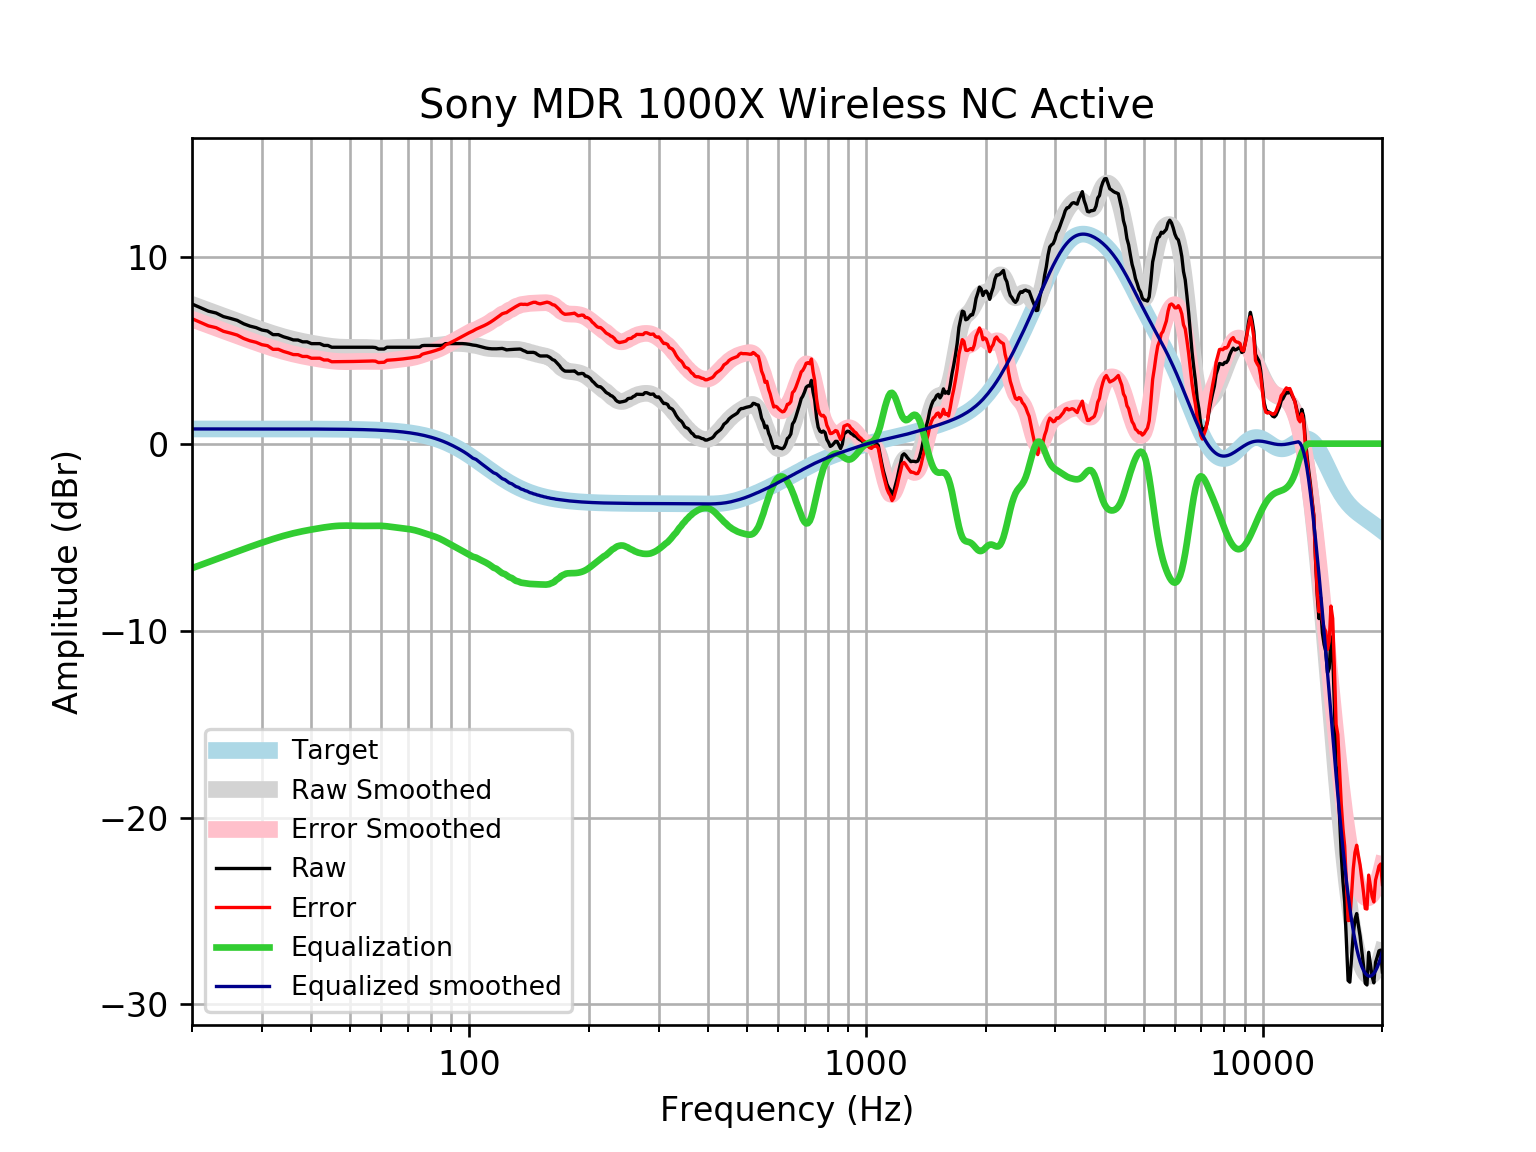 Sony MDR 1000X Wireless NC Active
10
0
−10
−20
−30
Amplitude (dBr)
Target
Raw Smoothed
Error Smoothed
Raw
Error
Equalization
Equalized smoothed
100
1000
10000
Frequency (Hz)